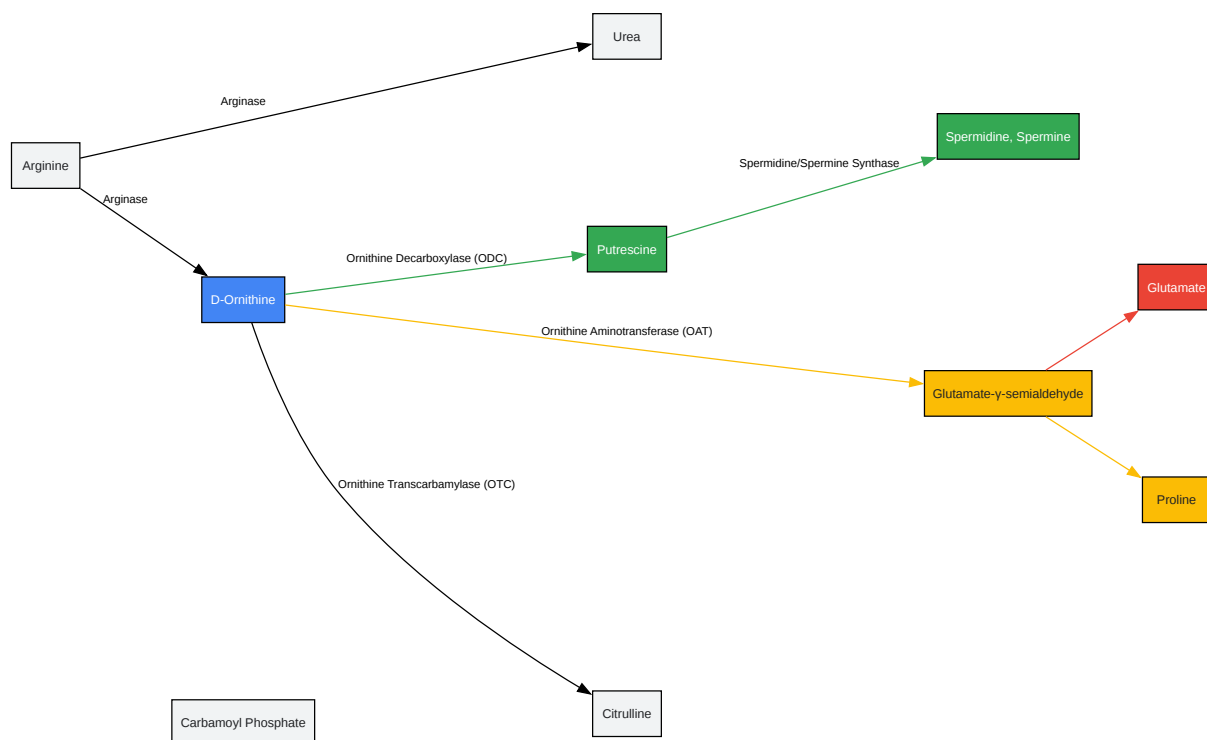 Urea
Arginase
Spermidine, Spermine
Arginine
Spermidine/Spermine Synthase
Arginase
Putrescine
Ornithine Decarboxylase (ODC)
D-Ornithine
Glutamate
Ornithine Aminotransferase (OAT)
Glutamate-γ-semialdehyde
Ornithine Transcarbamylase (OTC)
Proline
Citrulline
Carbamoyl Phosphate